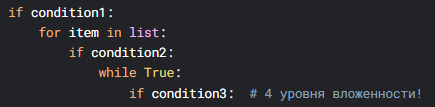 if condition1:
    for item in list:
        if condition2:
            while True:
                if condition3:  # 4 уровня вложенности!